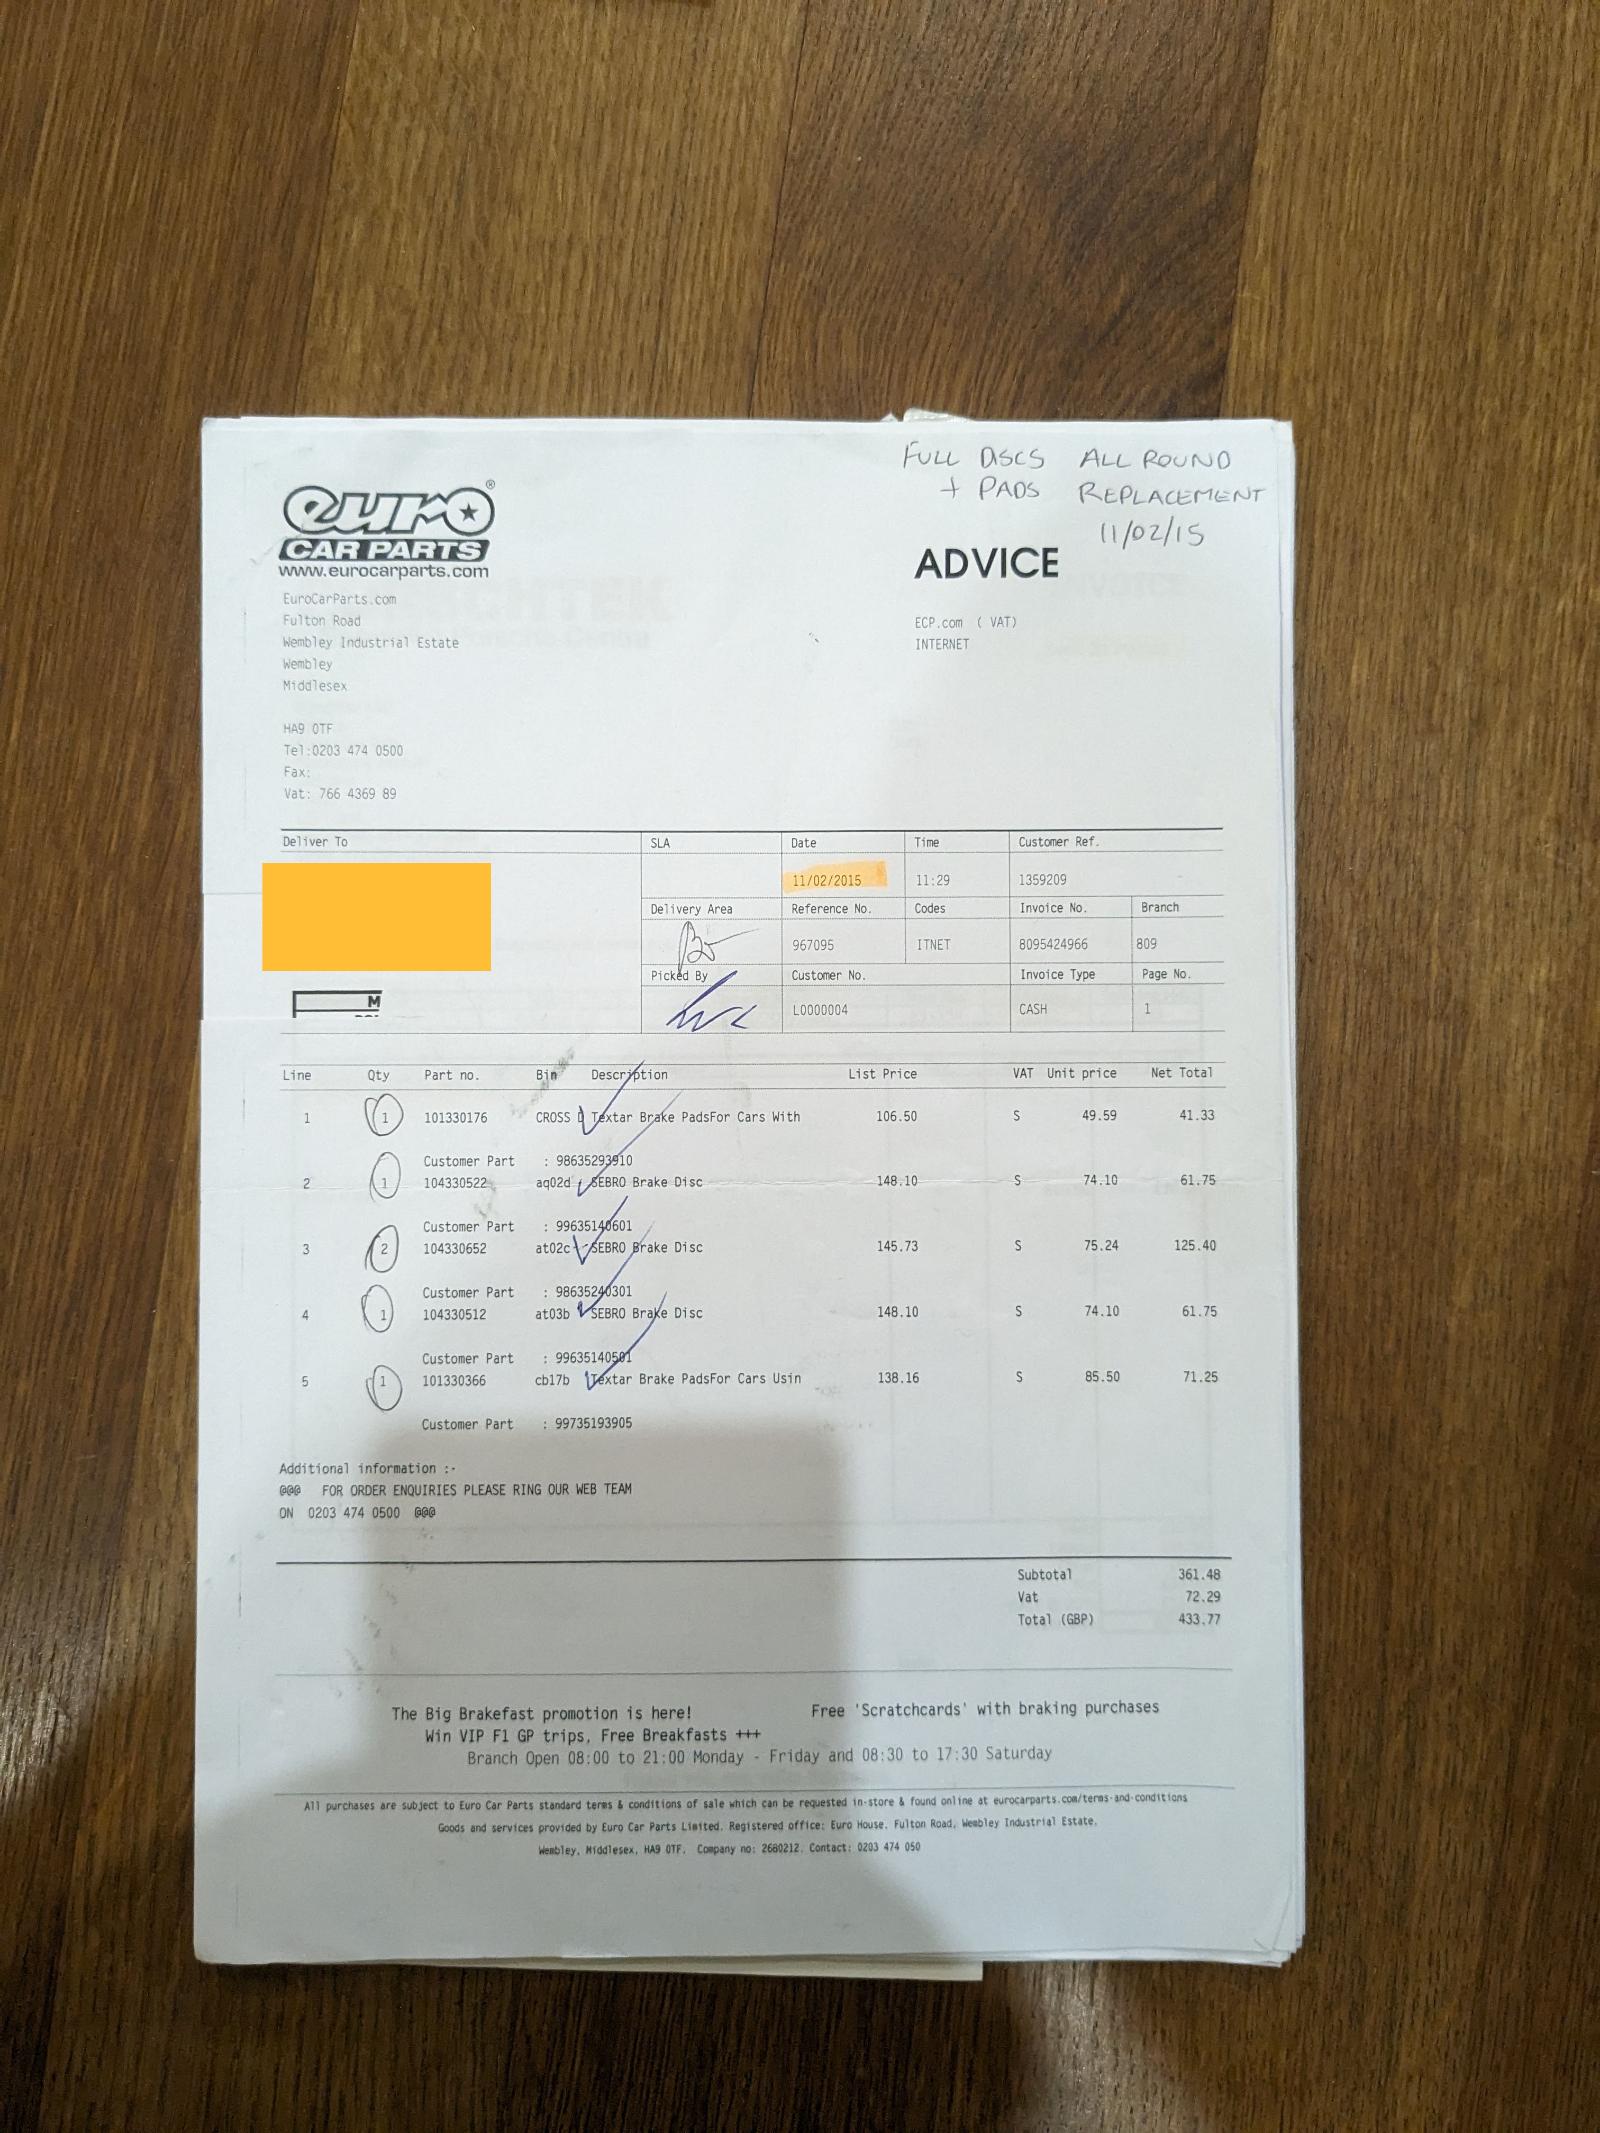 FULL DISCS ALL ROUND
+ PADS REPLACEMENT
11/02/15
euro®
CAR PARTS
www.eurocarparts.com
ADVICE
EuroCarParts.com
Fulton Road
Wembley Industrial Estate
Wembley
Middlesex
ECP.com ( VAT)
INTERNET
HA9 0TF
Tel:0203 474 0500
Fax:
Vat: 766 4369 89
Deliver To SLA Date Time Customer Ref.
11/02/2015 11:29 1359209
Delivery Area Reference No. Codes Invoice No. Branch
967095 ITNET 8095424966 809
Picked By Customer No. Invoice Type Page No.
M
L0000004 CASH 1
Line Qty Part no. Bin Description List Price VAT Unit price Net Total
1 1 101330176 CROSS D Textar Brake PadsFor Cars With 106.50 S 49.59 41.33
Customer Part : 98635293910
2 1 104330522 aq02d SEBRO Brake Disc 148.10 S 74.10 61.75
Customer Part : 99635140601
3 2 104330652 at02c SEBRO Brake Disc 145.73 S 75.24 125.40
Customer Part : 98635240301
4 1 104330512 at03b SEBRO Brake Disc 148.10 S 74.10 61.75
Customer Part : 99635140501
5 1 101330366 cb17b Textar Brake PadsFor Cars Usin 138.16 S 85.50 71.25
Customer Part : 99735193905
Additional information :-
@@@ FOR ORDER ENQUIRIES PLEASE RING OUR WEB TEAM
ON 0203 474 0500 @@@
Subtotal 361.48
Vat 72.29
Total (GBP) 433.77
The Big Brakefast promotion is here! Free 'Scratchcards' with braking purchases
Win VIP F1 GP trips, Free Breakfasts +++
Branch Open 08:00 to 21:00 Monday - Friday and 08:30 to 17:30 Saturday
All purchases are subject to Euro Car Parts standard terms & conditions of sale which can be requested in-store & found online at eurocarparts.com/terms-and-conditions
Goods and services provided by Euro Car Parts Limited. Registered office: Euro House, Fulton Road, Wembley Industrial Estate,
Wembley, Middlesex, HA9 0TF. Company no: 2680212. Contact: 0203 474 050